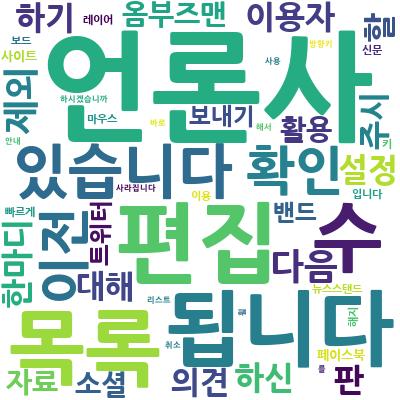 하기
레이어
옴부즈맨
이용자
할
보드
사이트
방향키
신문
언론사
제외
하시겠습니까
마우스
바로
보내기
사용
해서
활용
주시
키
안내
있습니다
사라집니다
확인
설정
이용
입니다
빠르게
한마디
이전
트위터
대해
편집
밴드
다음
수
뉴스스탠드
목록
리스트
됩니다
취소
해지
페이스북
를
자료
소셜
의견
하신
판